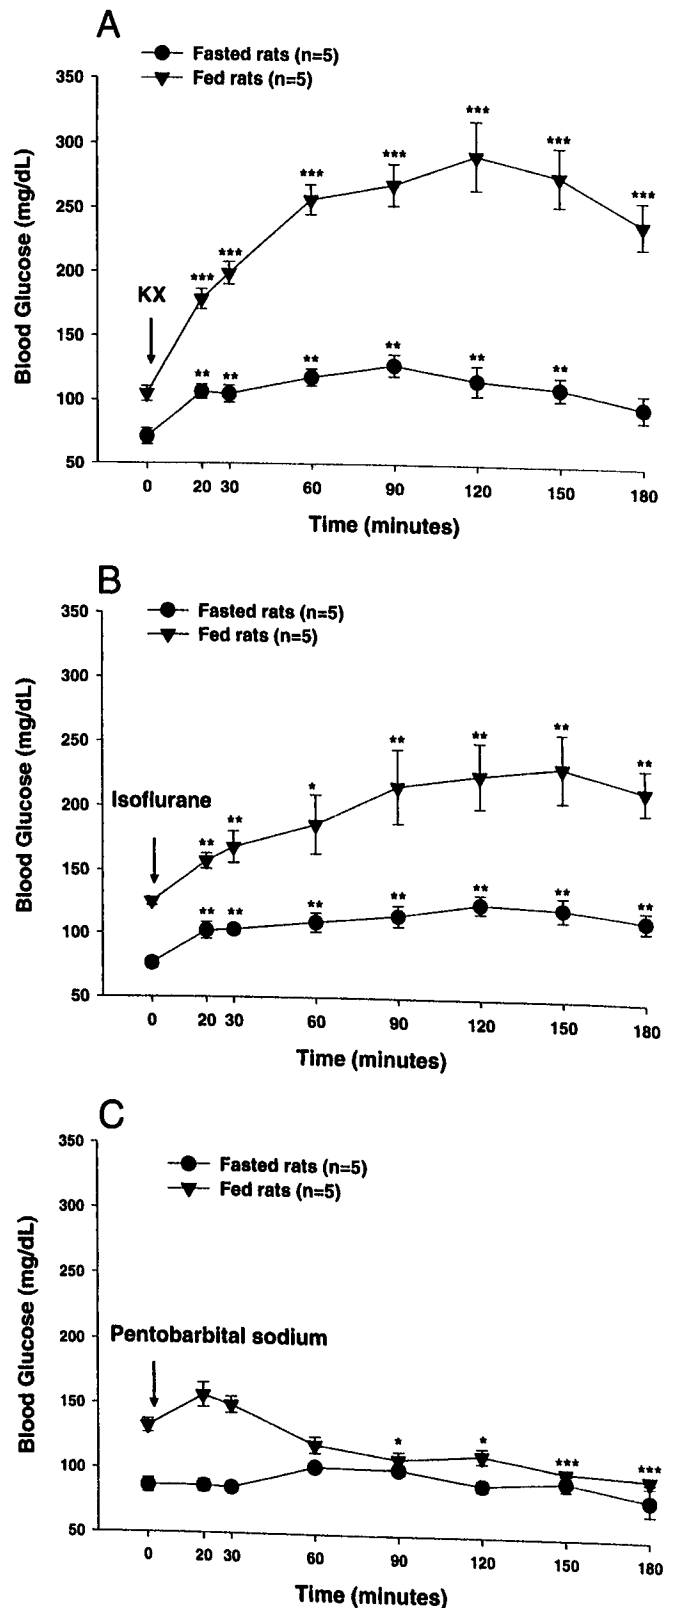 A
Fasted rats (n=5)
Fed rats (n=5)
350
300
250
200
150
100
50
Blood Glucose (mg/dL)
KX
***
***
***
***
***
***
***
**
**
**
**
**
**
0 20 30 60 90 120 150 180
Time (minutes)
B
Fasted rats (n=5)
Fed rats (n=5)
350
300
250
200
150
100
50
Blood Glucose (mg/dL)
Isoflurane
**
**
*
**
**
**
**
**
**
**
**
**
**
**
0 20 30 60 90 120 150 180
Time (minutes)
C
Fasted rats (n=5)
Fed rats (n=5)
350
300
250
200
150
100
50
Blood Glucose (mg/dL)
Pentobarbital sodium
*
*
***
***
0 20 30 60 90 120 150 180
Time (minutes)